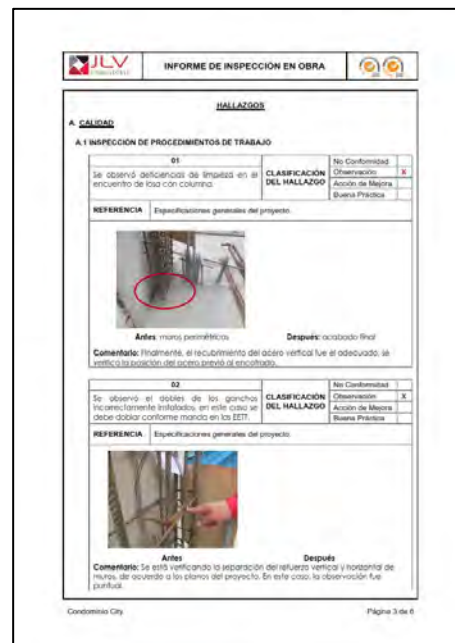 JLV
CONSULTORES
INFORME DE INSPECCIÓN EN OBRA
HALLAZGOS
A. CALIDAD
A.1 INSPECCIÓN DE PROCEDIMIENTOS DE TRABAJO
01
Se observó deficiencias de limpieza en el
encuentro de losa con columna.
CLASIFICACIÓN
DEL HALLAZGO
No Conformidad
Observación X
Acción de Mejora
Buena Práctica
REFERENCIA Especificaciones generales del proyecto.
Antes: muros perimétricos Después: acabado final
Comentario: Finalmente, el recubrimiento del acero vertical fue el adecuado, se
verifica la posición del acero previo al encofrado.
02
Se observó el dobles de los ganchos
incorrectamente instalados, en este caso se
debe doblar conforme manda en las EETT.
CLASIFICACIÓN
DEL HALLAZGO
No Conformidad
Observación X
Acción de Mejora
Buena Práctica
REFERENCIA Especificaciones generales del proyecto.
Antes Después
Comentario: Se está verificando la separación del refuerzo vertical y horizontal de
muros, de acuerdo a los planos del proyecto. En este caso, la observación fue
puntual.
Condominio City Página 3 de 6